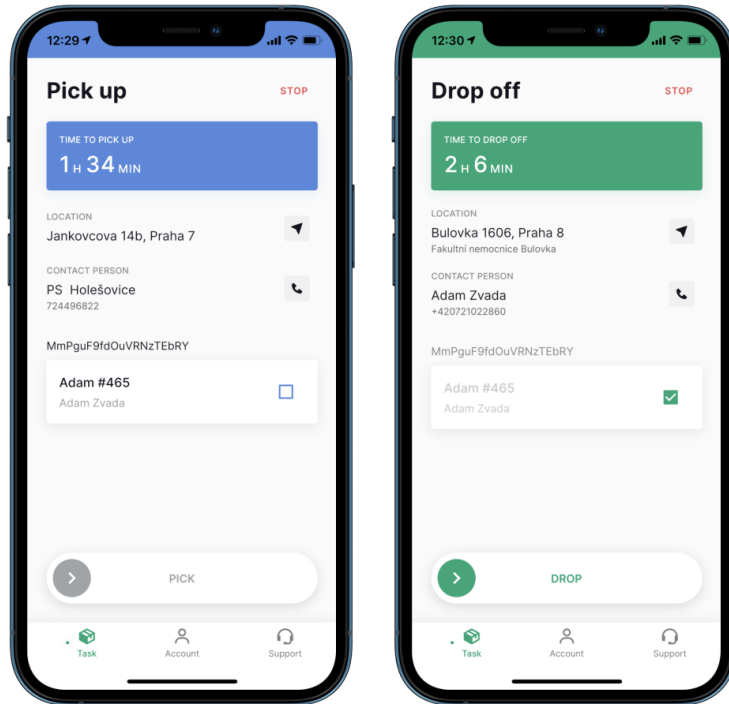 12:29
Pick up
STOP
TIME TO PICK UP
1 H 34 MIN
LOCATION
Jankovcova 14b, Praha 7
CONTACT PERSON
PS Holešovice
724496822
MmPguF9fdOuVRNzTEbRY
Adam #465
Adam Zvada
PICK
Task
Account
Support
12:30
Drop off
STOP
TIME TO DROP OFF
2 H 6 MIN
LOCATION
Bulovka 1606, Praha 8
Fakultní nemocnice Bulovka
CONTACT PERSON
Adam Zvada
+420721022860
MmPguF9fdOuVRNzTEbRY
Adam #465
Adam Zvada
DROP
Task
Account
Support